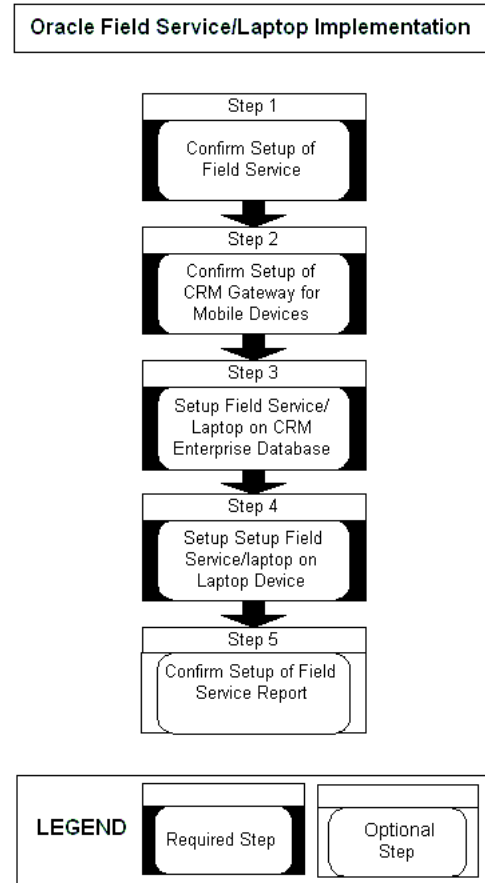 Oracle Field Service/Laptop Implementation
Step 1
Confirm Setup of
Field Service
Step 2
Confirm Setup of
CRM Gateway for
Mobile Devices
Step 3
Setup Field Service/
Laptop on CRM
Enterprise Database
Step 4
Setup Setup Field
Service/laptop on
Laptop Device
Step 5
Confirm Setup of Field
Service Report
LEGEND
Required Step
Optional
Step